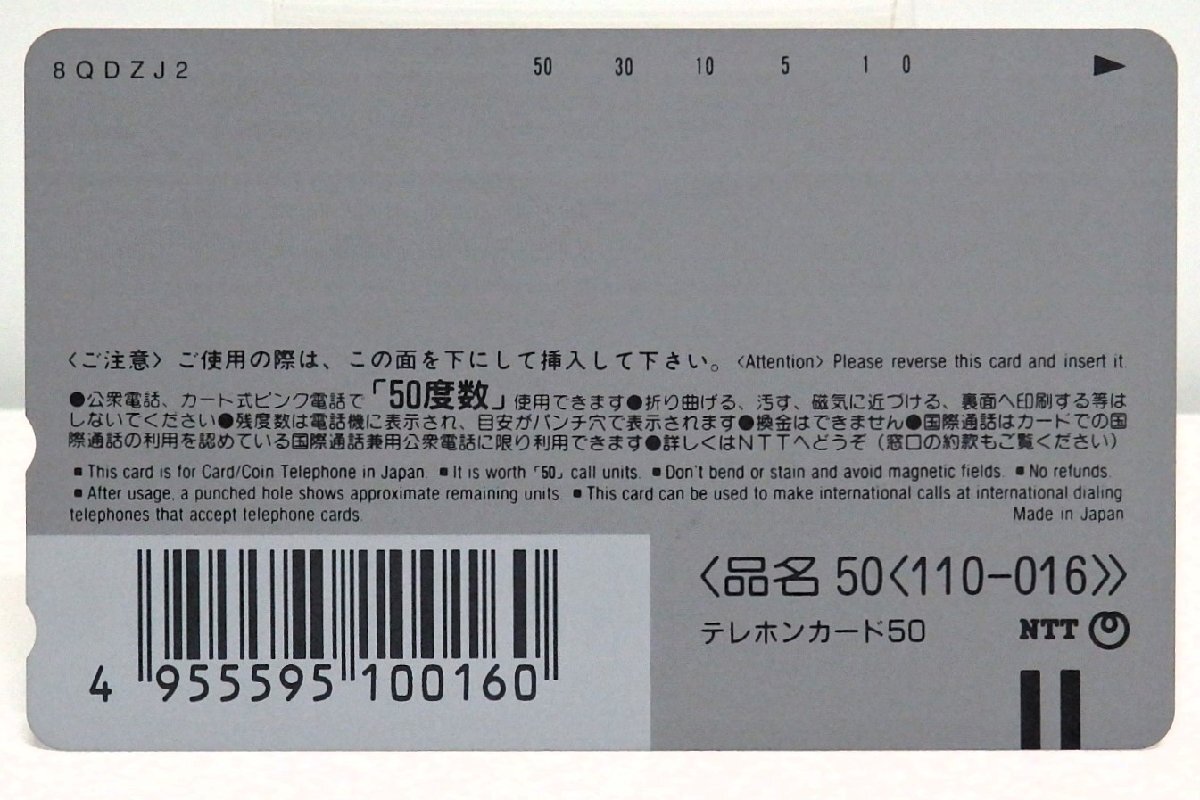 8QDZJ2 50 30 10 5 1 0 ▶
〈ご注意〉ご使用の際は、この面を下にして挿入して下さい。〈Attention〉Please reverse this card and insert it.
●公衆電話、カード式ピンク電話で「50度数」使用できます●折り曲げる、汚す、磁気に近づける、裏面へ印刷する等は
しないでください●残度数は電話機に表示され、目安がパンチ穴で表示されます●換金はできません●国際通話はカードでの国
際通話の利用を認めている国際通話兼用公衆電話に限り利用できます●詳しくはNTTへどうぞ（窓口の約款もご覧ください）
■This card is for Card/Coin Telephone in Japan. ■It is worth「50」call units. ■Don't bend or stain and avoid magnetic fields. ■No refunds.
■After usage, a punched hole shows approximate remaining units. ■This card can be used to make international calls at international dialing
telephones that accept telephone cards. Made in Japan
〈品名 50〈110-016〉〉
テレホンカード50 NTT
4 955595 100160